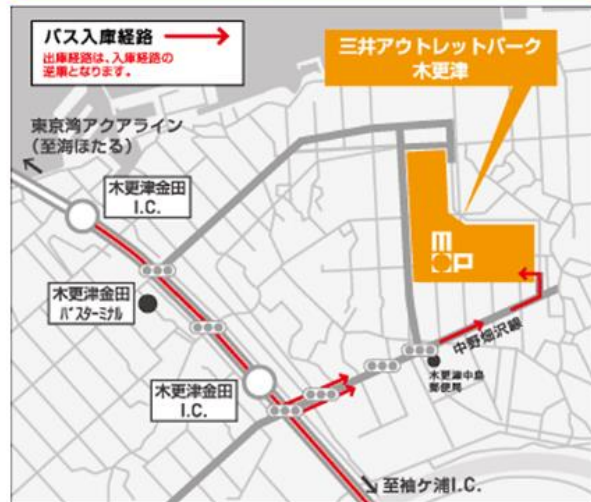 バス入庫経路
出庫経路は、入庫経路の
逆順となります。
三井アウトレットパーク
木更津
東京湾アクアライン
（至海ほたる）
木更津金田
I.C.
木更津金田
バスターミナル
木更津金田
I.C.
mop
中野畑沢線
木更津中島
郵便局
至袖ケ浦I.C.